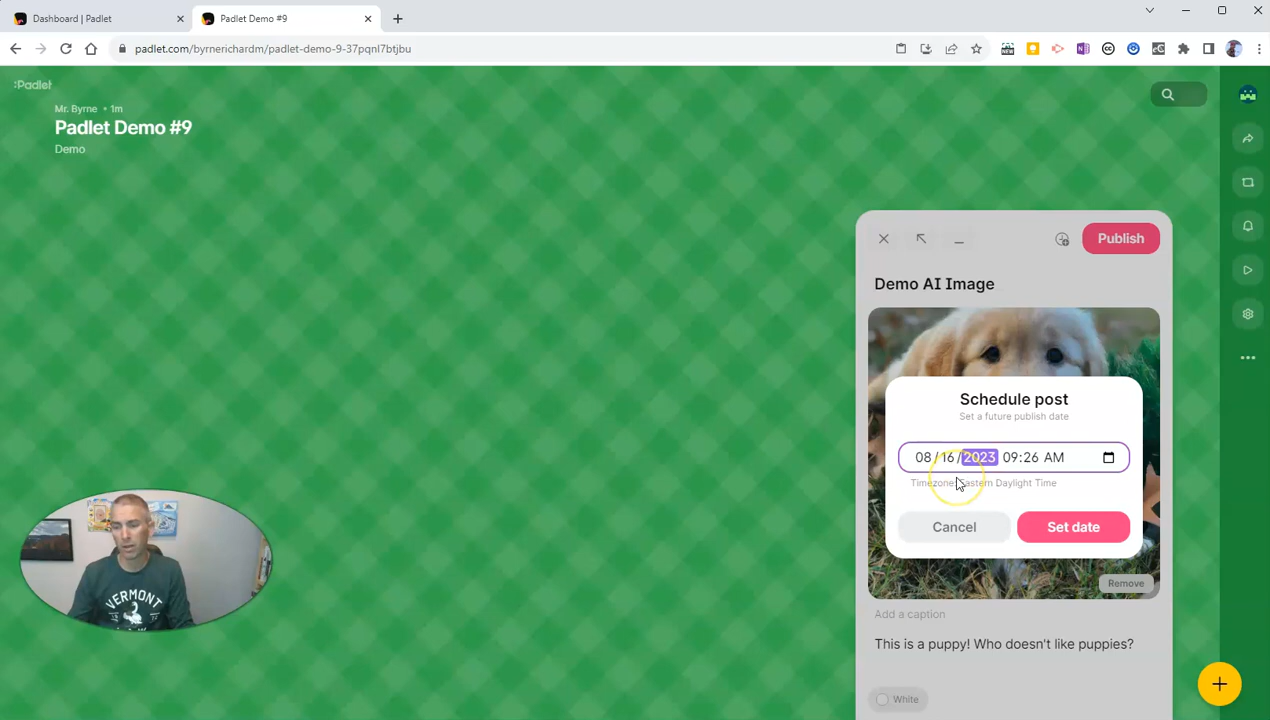 Dashboard | Padlet
Padlet Demo #9
padlet.com/byrnerichardm/padlet-demo-9-37pqnl7btjbu
:Padlet
Mr. Byrne • 1m
Padlet Demo #9
Demo
Publish
Demo AI Image
Schedule post
Set a future publish date
08/16/2023 09:26 AM
Timezone: Eastern Daylight Time
Cancel
Set date
Remove
Add a caption
This is a puppy! Who doesn't like puppies?
White
VERMONT